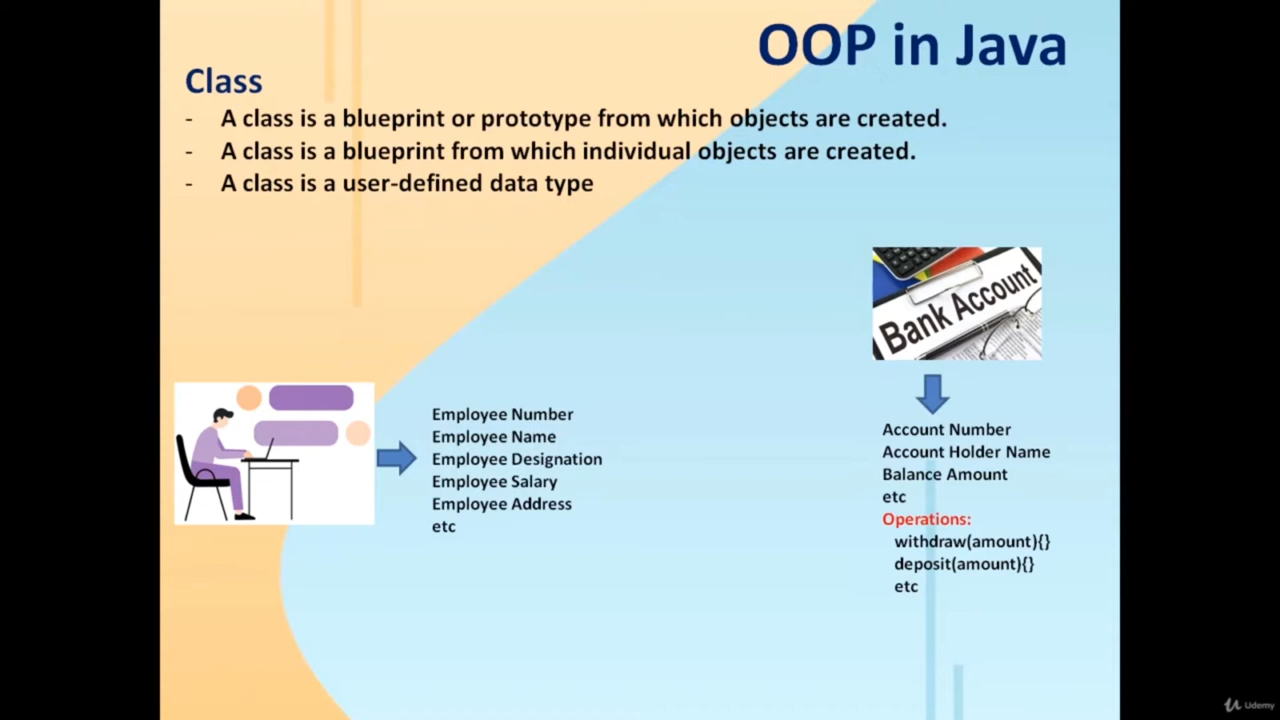 OOP in Java
Class
- A class is a blueprint or prototype from which objects are created.
- A class is a blueprint from which individual objects are created.
- A class is a user-defined data type
Bank Account
Employee Number
Employee Name
Employee Designation
Employee Salary
Employee Address
etc
Account Number
Account Holder Name
Balance Amount
etc
Operations:
withdraw(amount){}
deposit(amount){}
etc
Udemy